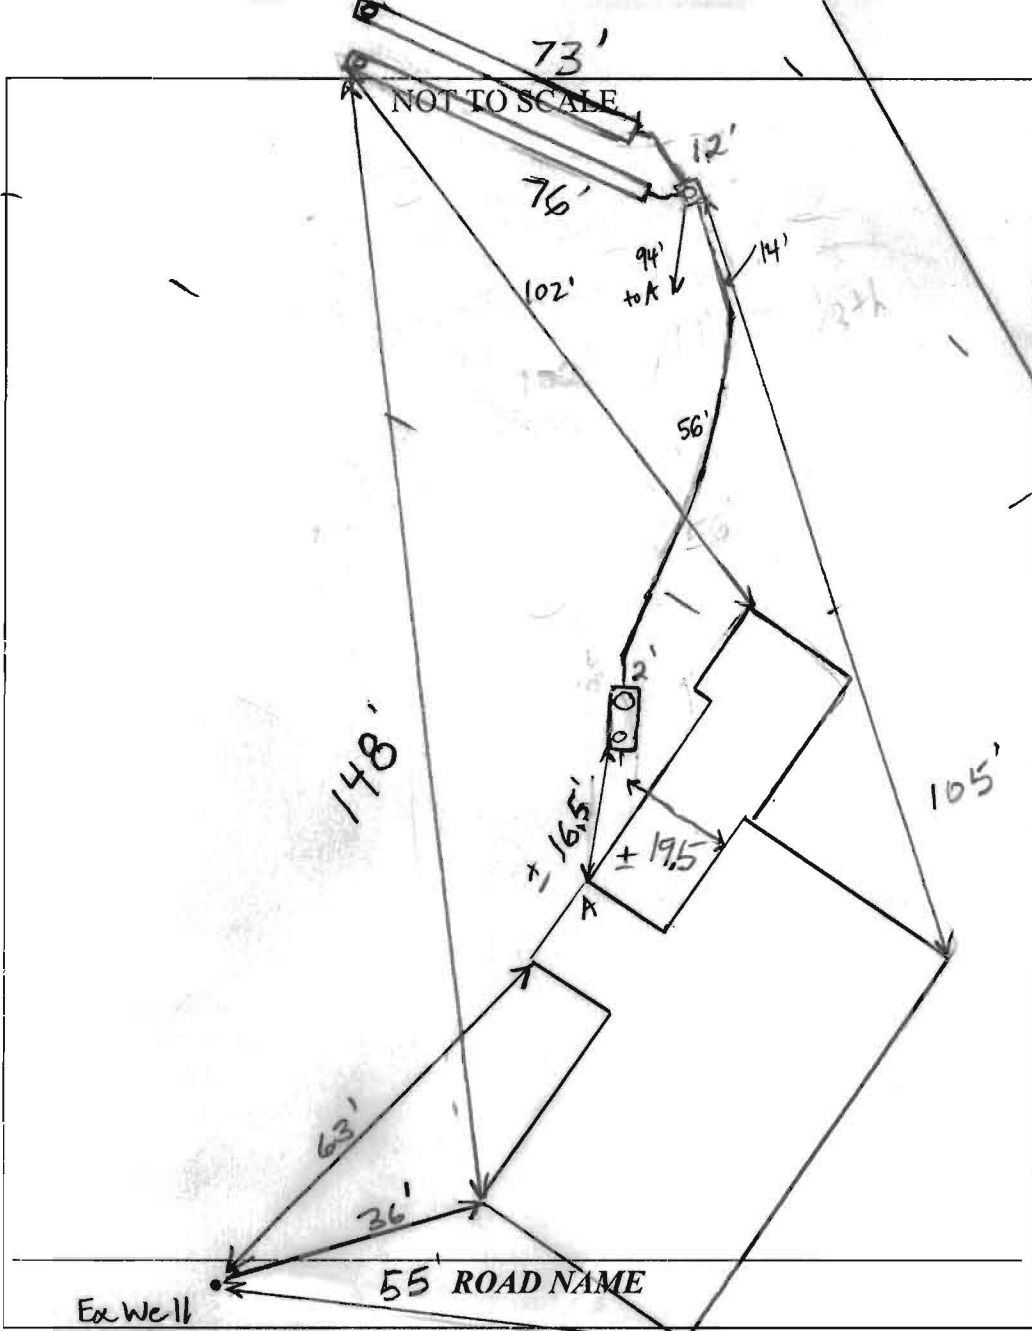 73'
NOT TO SCALE
12'
76'
94'
to A
14'
102'
56'
2'
148'
± 16.5'
± 19.5
105'
A
63'
36'
55' ROAD NAME
Ex Well